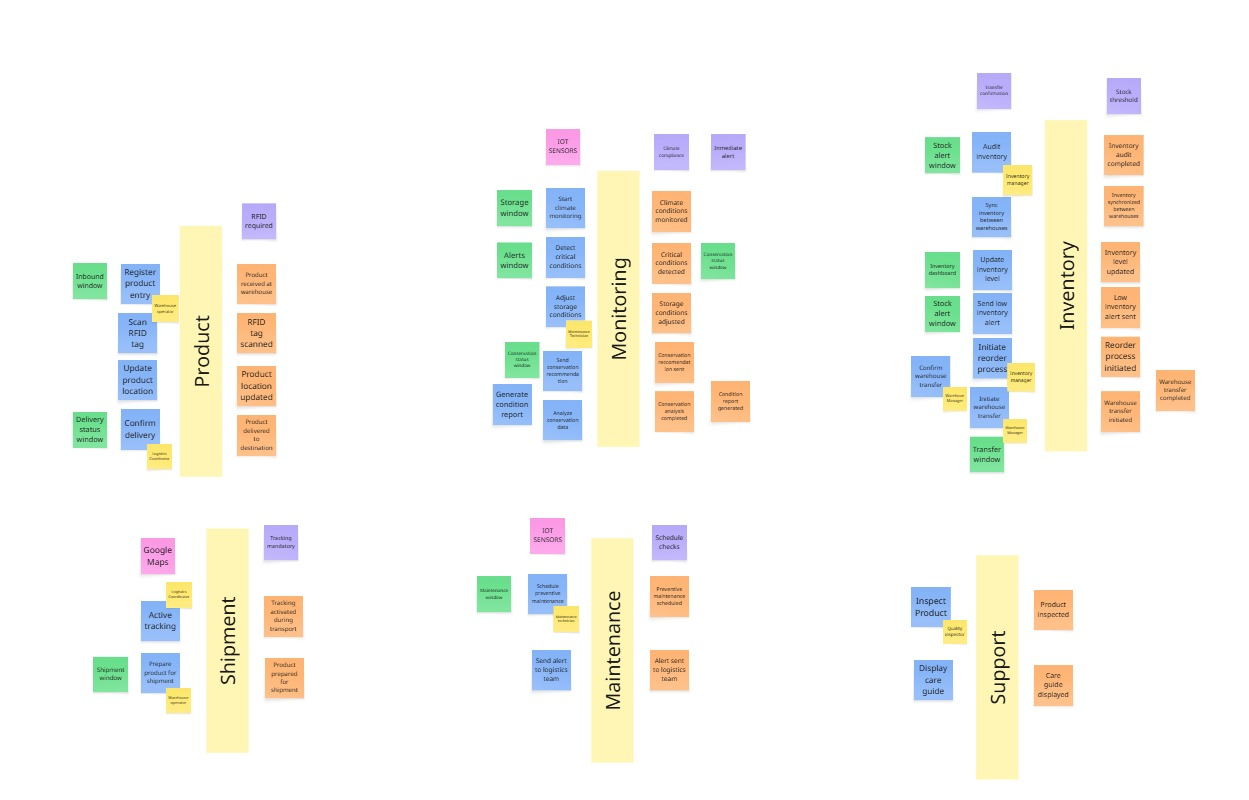 RFID
required
Inbound
window
Register
product
entry
Warehouse
operator
Product
received at
warehouse
Scan
RFID
tag
RFID
tag
scanned
Update
product
location
Product
location
updated
Delivery
status
window
Confirm
delivery
Logistics
Coordinator
Product
delivered
to
destination
Product
IOT
SENSORS
Climate
compliance
Immediate
alert
Storage
window
Start
climate
monitoring
Climate
conditions
monitored
Alerts
window
Detect
critical
conditions
Critical
conditions
detected
Conservation
status
window
Adjust
storage
conditions
Maintenance
Technician
Storage
conditions
adjusted
Conservation
status
window
Send
conservation
recommenda
tion
Conservation
recommendat
ion sent
Generate
condition
report
Analyze
conservation
data
Conservation
analysis
completed
Condition
report
generated
Monitoring
Transfer
confirmation
Stock
threshold
Stock
alert
window
Audit
inventory
Inventory
manager
Inventory
audit
completed
Sync
inventory
between
warehouses
Inventory
synchronized
between
warehouses
Inventory
dashboard
Update
inventory
level
Inventory
level
updated
Stock
alert
window
Send low
inventory
alert
Low
inventory
alert sent
Initiate
reorder
process
Inventory
manager
Reorder
process
initiated
Confirm
warehouse
transfer
Warehouse
Manager
Initiate
warehouse
transfer
Warehouse
Manager
Warehouse
transfer
initiated
Warehouse
transfer
completed
Transfer
window
Inventory
Google
Maps
Tracking
mandatory
Logistics
Coordinator
Active
tracking
Tracking
activated
during
transport
Shipment
window
Prepare
product for
shipment
Warehouse
operator
Product
prepared
for
shipment
Shipment
IOT
SENSORS
Schedule
checks
Maintenance
window
Schedule
preventive
maintenance
Maintenance
technician
Preventive
maintenance
scheduled
Send alert
to logistics
team
Alert sent
to logistics
team
Maintenance
Inspect
Product
Quality
inspector
Product
inspected
Display
care
guide
Care
guide
displayed
Support